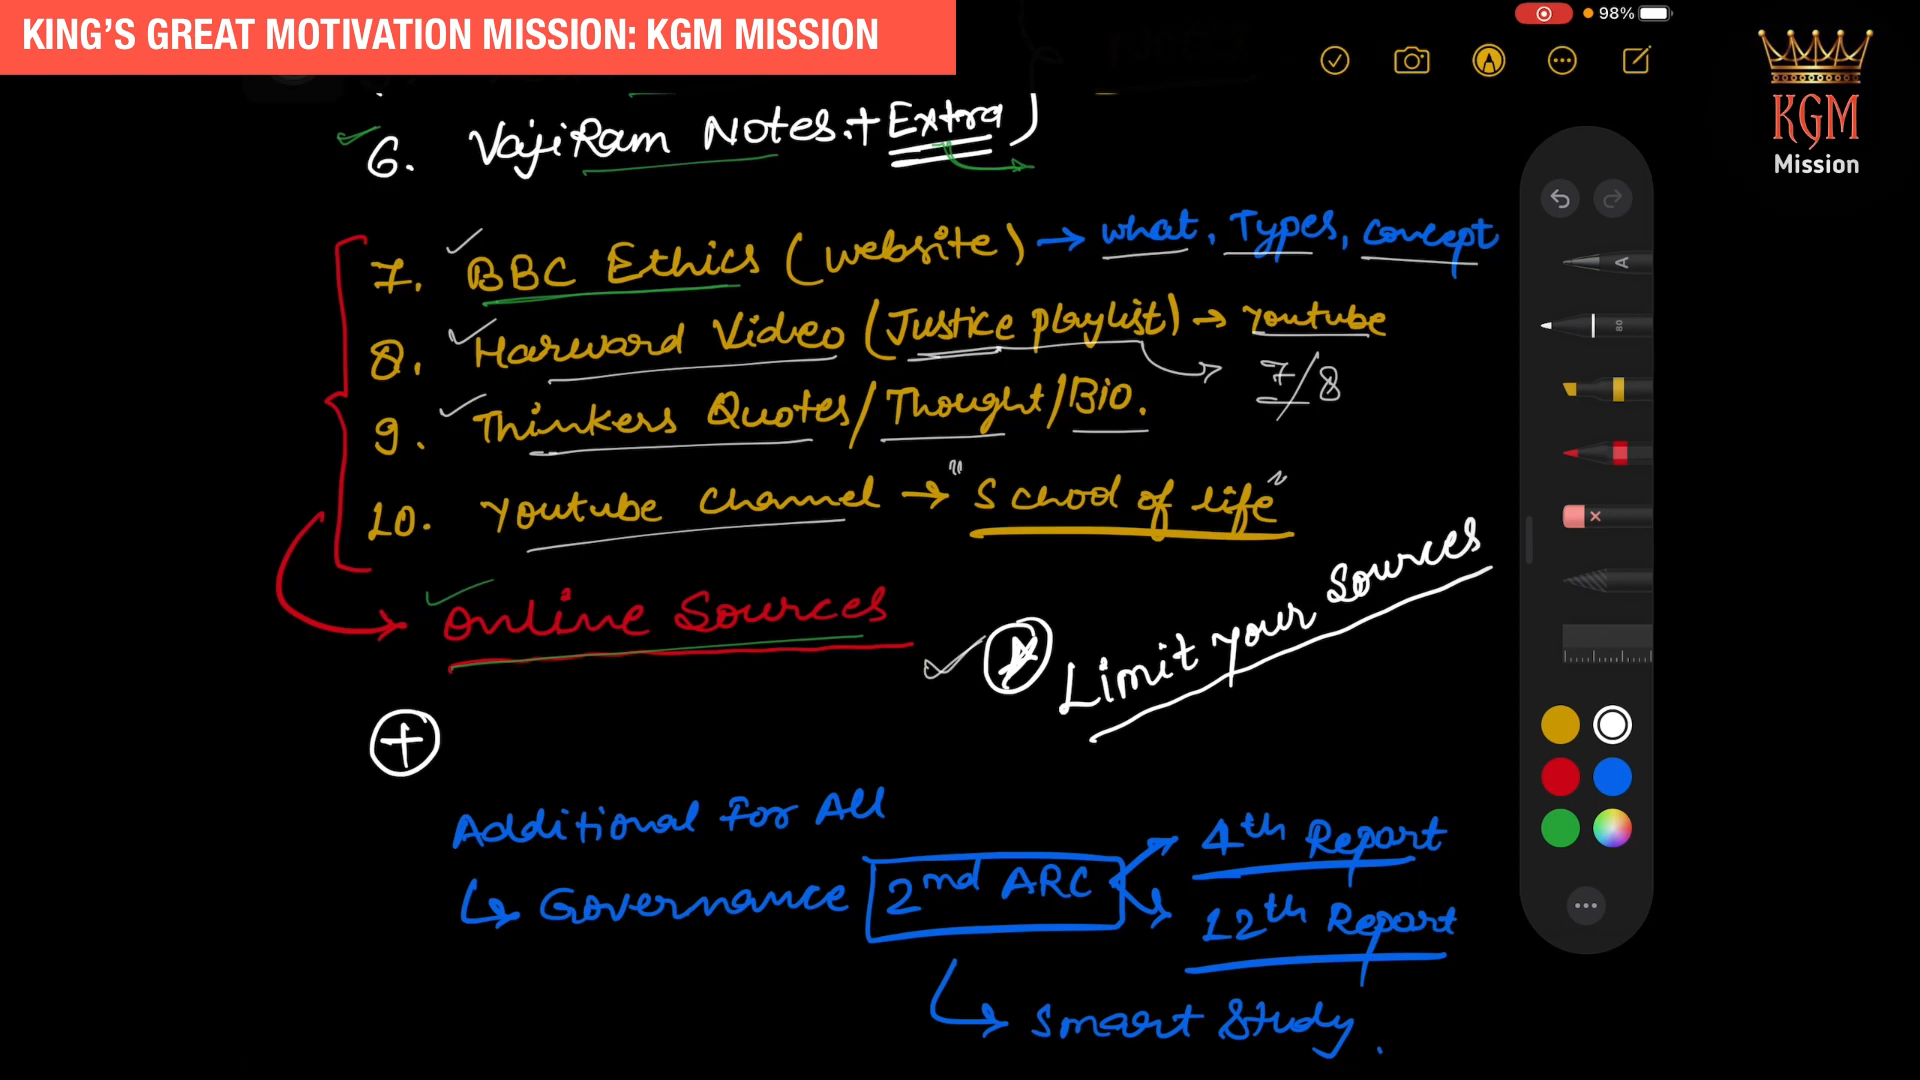 KING'S GREAT MOTIVATION MISSION: KGM MISSION
98%
KGM
Mission
6. VajiRam Notes + Extra)
7. BBC Ethics (website) → what, Types, concept
8. Harward Video (Justice playlist) → Youtube
7/8
9. Thinkers Quotes/Thought/Bio.
10. Youtube Channel → "School of life"
→ Online Sources
Limit your Sources
+
Additional For All
↳ Governance 2nd ARC
4th Report
12th Report
↳ Smart Study.
A
80